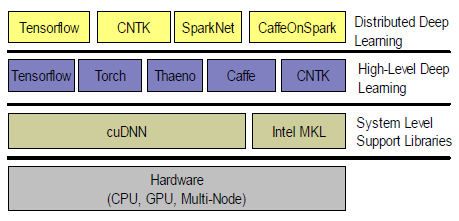 Tensorflow CNTK SparkNet CaffeOnSpark Distributed Deep
Learning
Tensorflow Torch Thaeno Caffe CNTK High-Level Deep
Learning
cuDNN Intel MKL System Level
Support Libraries
Hardware
(CPU, GPU, Multi-Node)